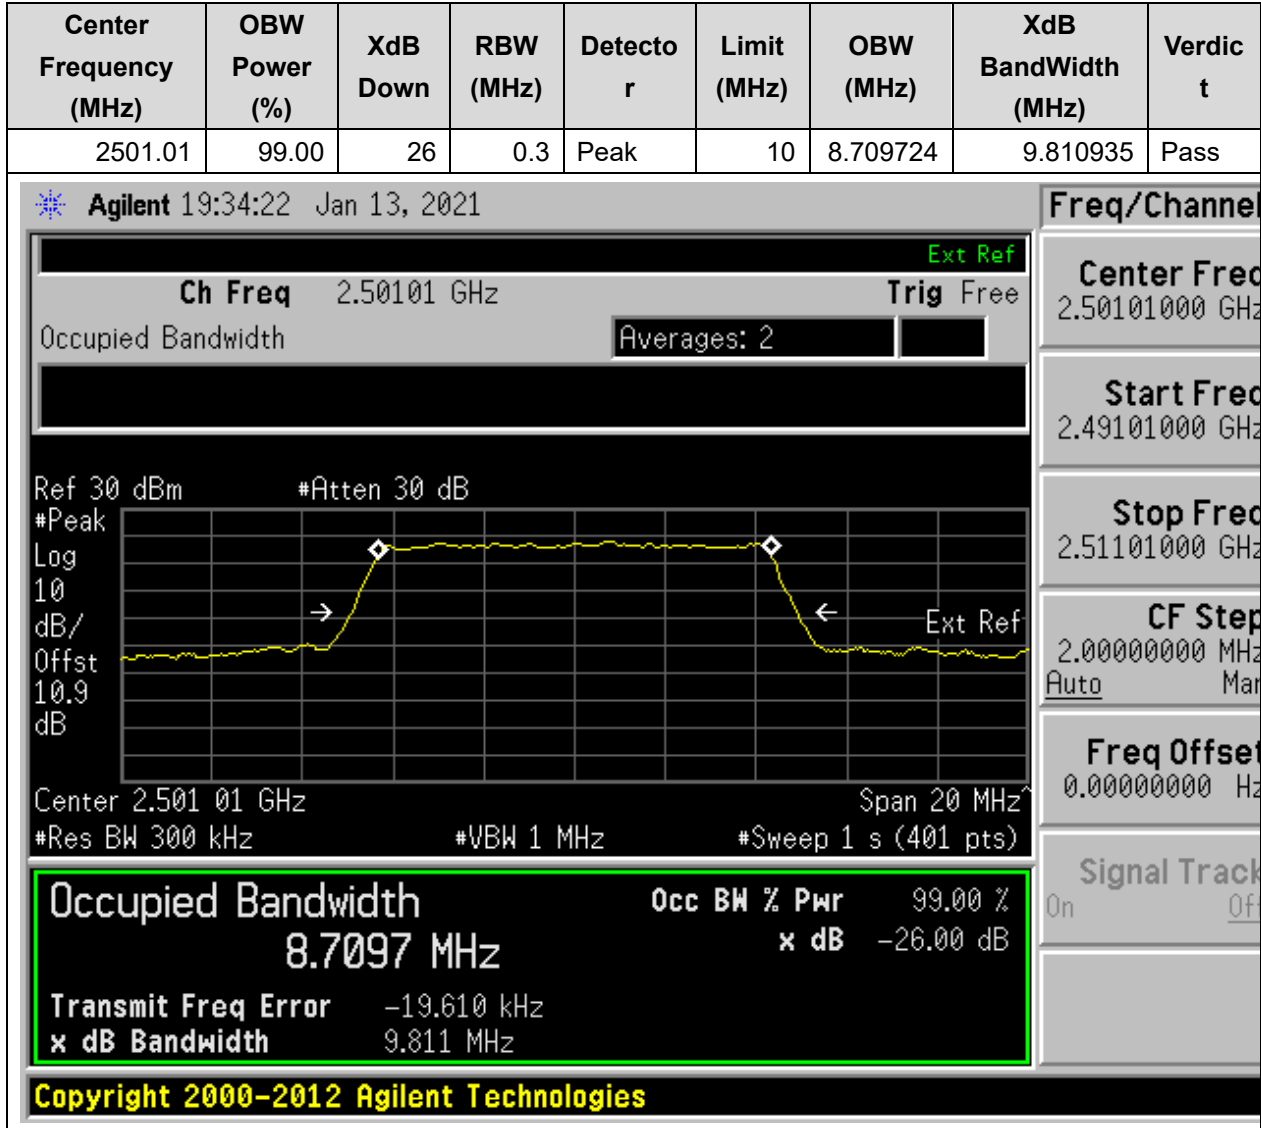 Center Frequency (MHz) OBW Power (%) XdB Down RBW (MHz) Detecto r Limit (MHz) OBW (MHz) XdB BandWidth (MHz) Verdic t
2501.01 99.00 26 0.3 Peak 10 8.709724 9.810935 Pass
Agilent 19:34:22 Jan 13, 2021
Freq/Channel
Ext Ref
Ch Freq 2.50101 GHz Trig Free
Occupied Bandwidth Averages: 2
Center Freq
2.50101000 GHz
Start Freq
2.49101000 GHz
Stop Freq
2.51101000 GHz
CF Step
2.00000000 MHz
Auto Man
Freq Offset
0.00000000 Hz
Signal Track
On Off
Ref 30 dBm #Atten 30 dB
#Peak
Log
10
dB/
Offst
10.9
dB
Ext Ref
Center 2.501 01 GHz Span 20 MHz^
#Res BW 300 kHz #VBW 1 MHz #Sweep 1 s (401 pts)
Occupied Bandwidth Occ BW % Pwr 99.00 %
8.7097 MHz x dB -26.00 dB
Transmit Freq Error -19.610 kHz
x dB Bandwidth 9.811 MHz
Copyright 2000-2012 Agilent Technologies